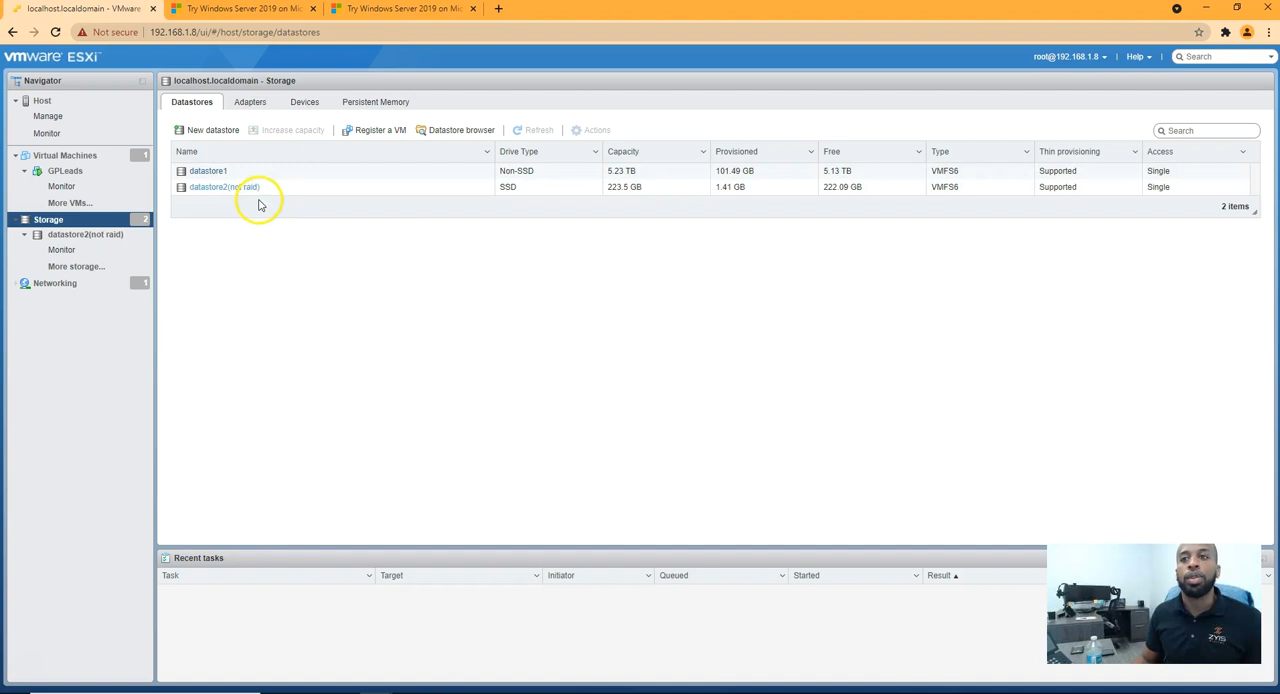 localhost.localdomain - VMware
Try Windows Server 2019 on Mic
Try Windows Server 2019 on Mic
Not secure
192.168.1.8/ui/#/host/storage/datastores
vmware ESXi
root@192.168.1.8
Help
Search
Navigator
localhost.localdomain - Storage
Host
Manage
Monitor
Virtual Machines 1
GPLeads
Monitor
More VMs...
Storage 2
datastore2(not raid)
Monitor
More storage...
Networking 1
Datastores Adapters Devices Persistent Memory
New datastore Increase capacity Register a VM Datastore browser Refresh Actions
Search
Name Drive Type Capacity Provisioned Free Type Thin provisioning Access
datastore1 Non-SSD 5.23 TB 101.49 GB 5.13 TB VMFS6 Supported Single
datastore2(not raid) SSD 223.5 GB 1.41 GB 222.09 GB VMFS6 Supported Single
2 items
Recent tasks
Task Target Initiator Queued Started Result
ZYIS